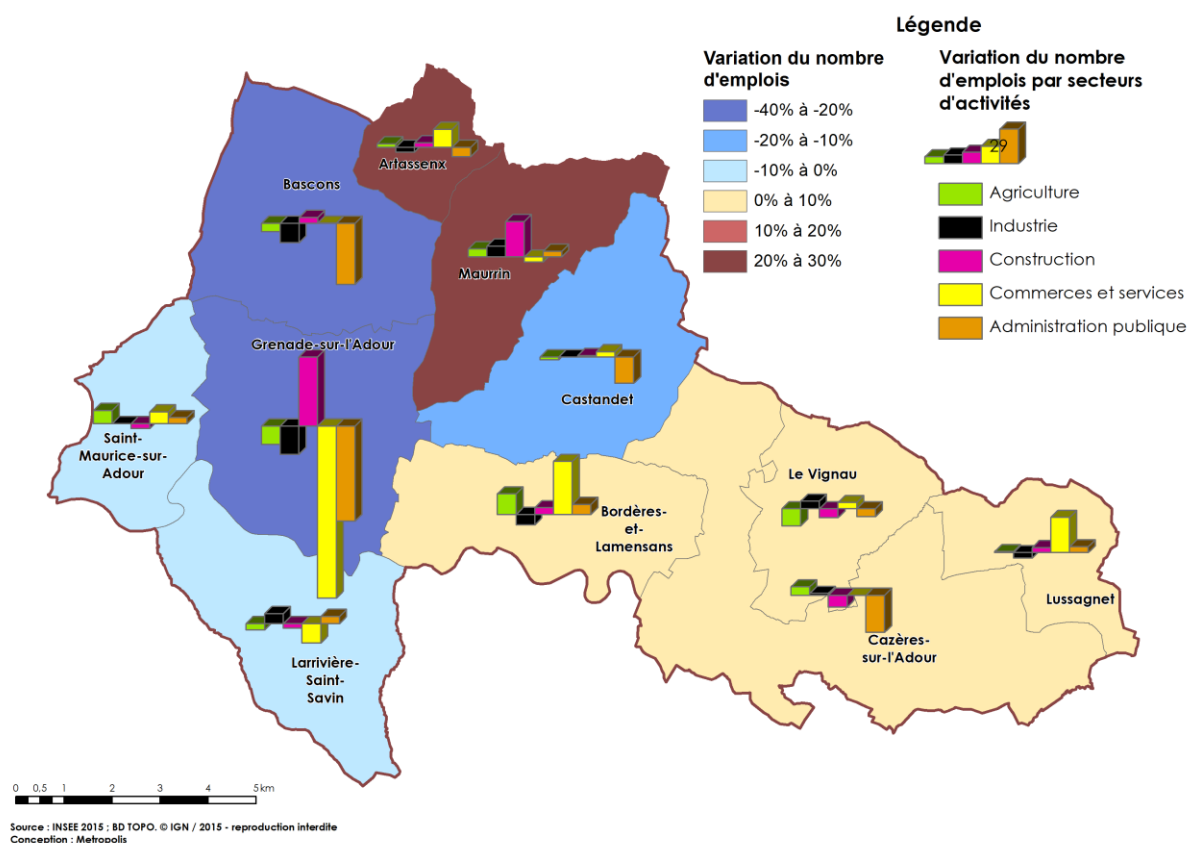 Légende
Variation du nombre
d'emplois
-40% à -20%
-20% à -10%
-10% à 0%
0% à 10%
10% à 20%
20% à 30%
Variation du nombre
d'emplois par secteurs
d'activités
29
Agriculture
Industrie
Construction
Commerces et services
Administration publique
Artassenx
Bascons
Maurrin
Grenade-sur-l'Adour
Castandet
Saint-
Maurice-sur-
Adour
Le Vignau
Bordères-
et-
Lamensans
Lussagnet
Cazères-
sur-l'Adour
Larrivière-
Saint-
Savin
0 0,5 1 2 3 4 5 km
Source : INSEE 2015 ; BD TOPO. © IGN / 2015 - reproduction interdite
Conception : Metropolis